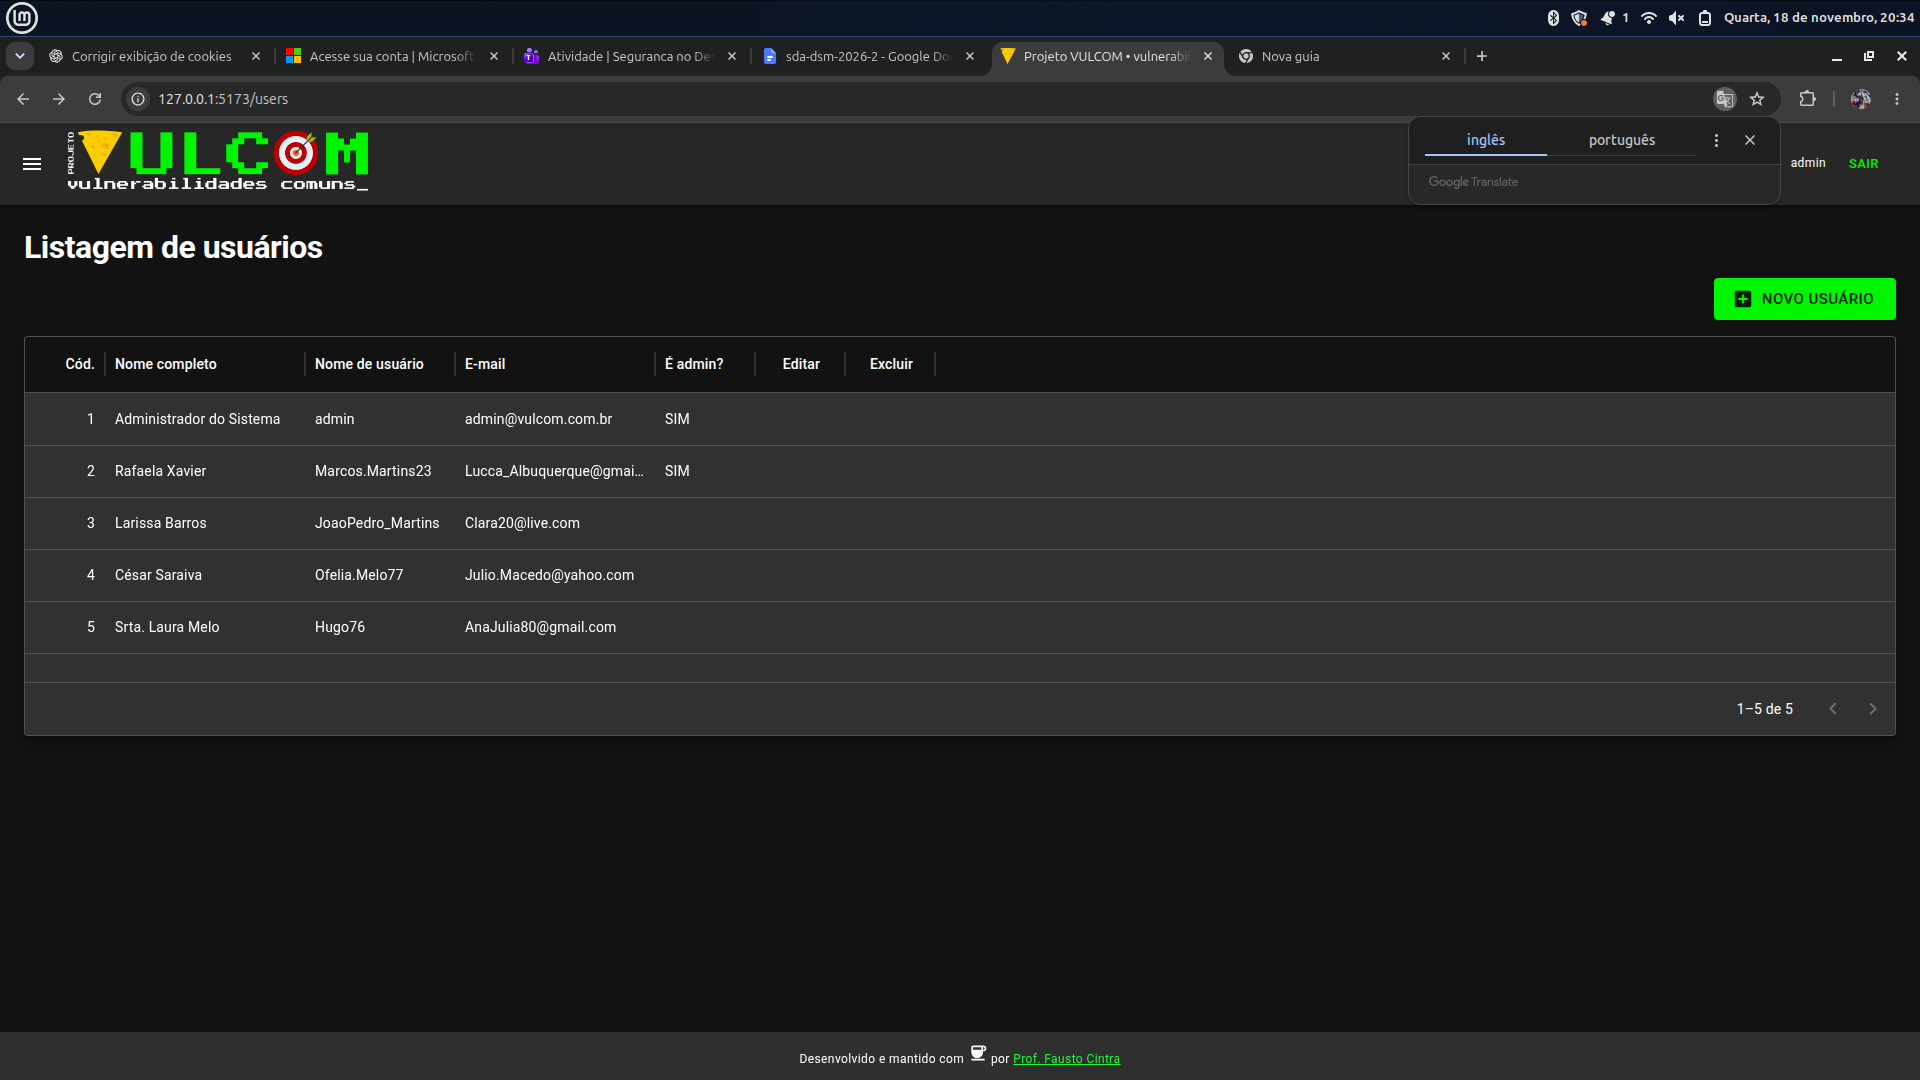 Quarta, 18 de novembro, 20:34
1
Corrigir exibição de cookies
Acesse sua conta | Microsoft
Atividade | Seguranca no Des
sda-dsm-2026-2 - Google Do
Projeto VULCOM • vulnerabil
Nova guia
127.0.0.1:5173/users
PROJETO VULCOM
vulnerabilidades comuns_
inglês
português
Google Translate
admin
SAIR
Listagem de usuários
NOVO USUÁRIO
Cód. Nome completo Nome de usuário E-mail É admin? Editar Excluir
1 Administrador do Sistema admin admin@vulcom.com.br SIM
2 Rafaela Xavier Marcos.Martins23 Lucca_Albuquerque@gmai... SIM
3 Larissa Barros JoaoPedro_Martins Clara20@live.com
4 César Saraiva Ofelia.Melo77 Julio.Macedo@yahoo.com
5 Srta. Laura Melo Hugo76 AnaJulia80@gmail.com
1–5 de 5
Desenvolvido e mantido com por Prof. Fausto Cintra